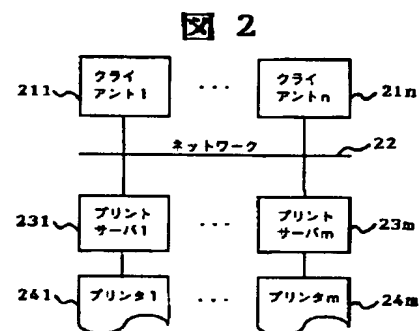 図 2
211
クライ
アント1
...
クライ
アントn
21n
ネットワーク
22
231
プリント
サーバ1
...
プリント
サーバm
23m
241
プリンタ1
...
プリンタm
24m